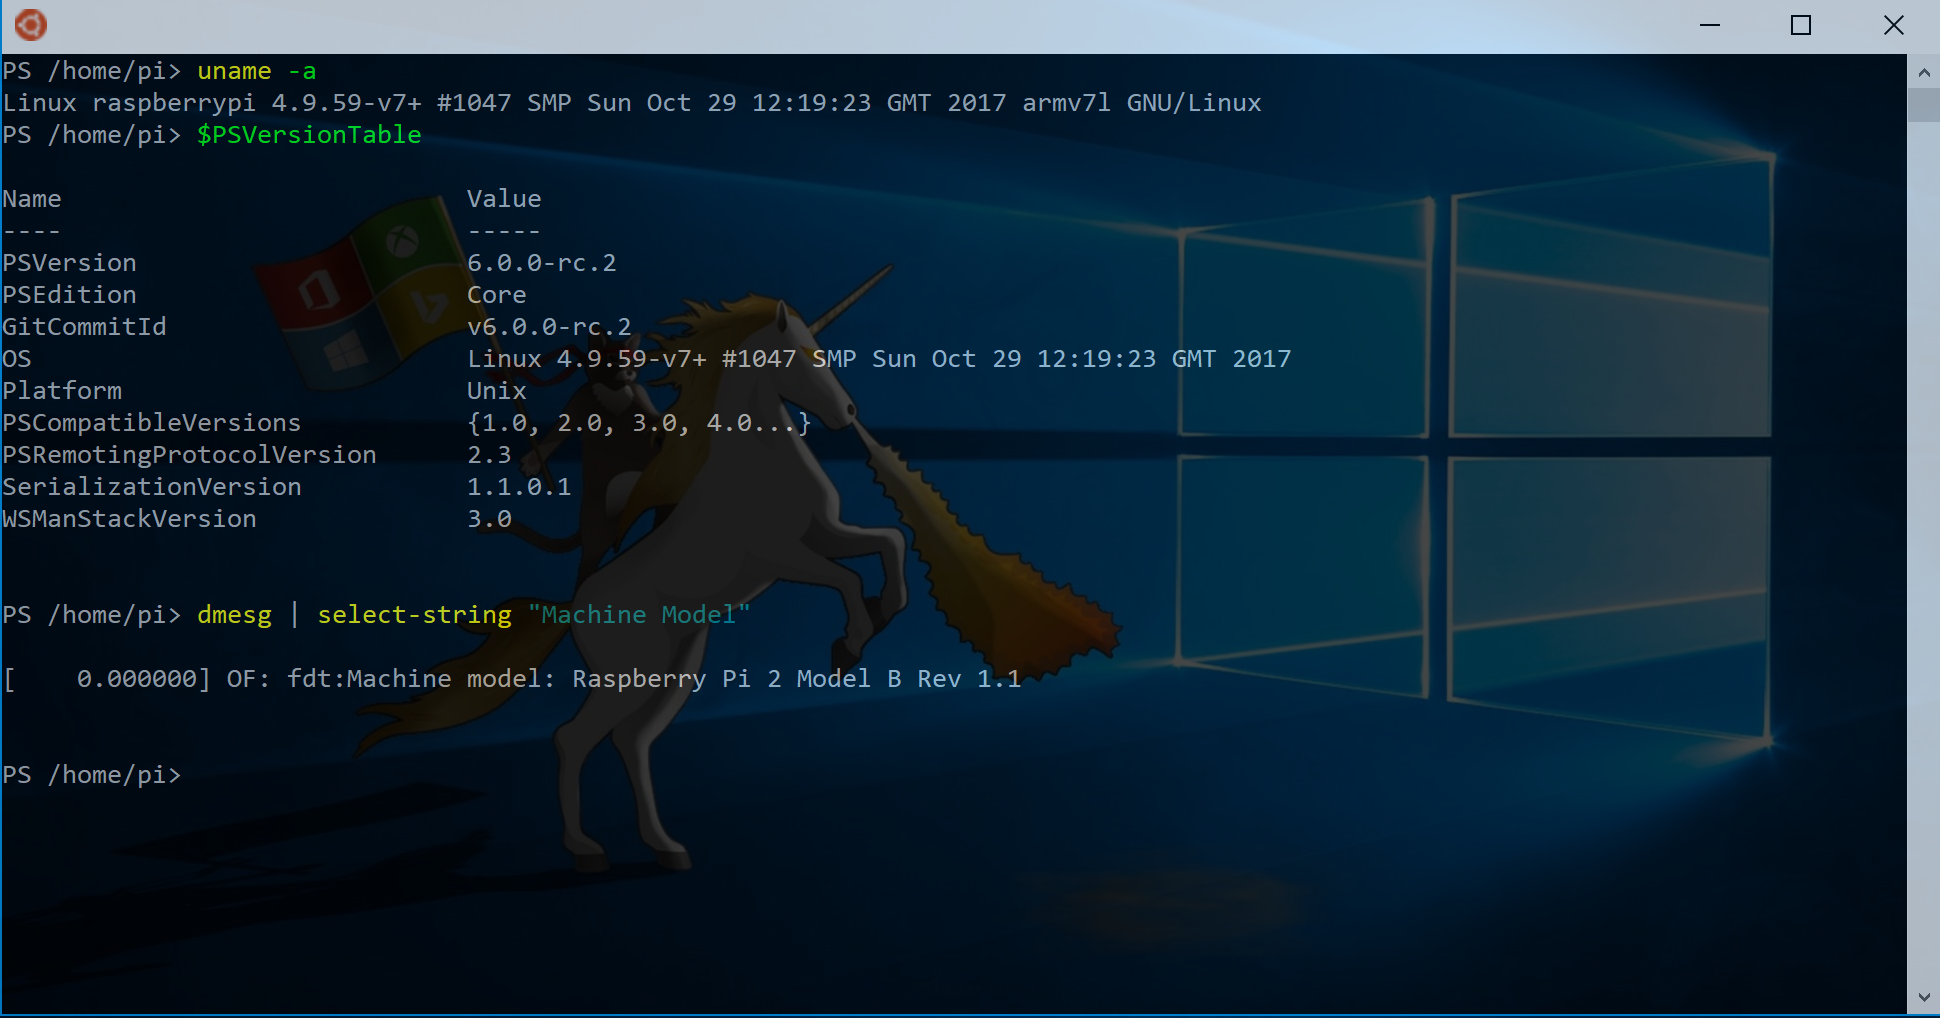 PS /home/pi> uname -a
Linux raspberrypi 4.9.59-v7+ #1047 SMP Sun Oct 29 12:19:23 GMT 2017 armv7l GNU/Linux
PS /home/pi> $PSVersionTable
Name                           Value
----                           -----
PSVersion                      6.0.0-rc.2
PSEdition                      Core
GitCommitId                    v6.0.0-rc.2
OS                             Linux 4.9.59-v7+ #1047 SMP Sun Oct 29 12:19:23 GMT 2017
Platform                       Unix
PSCompatibleVersions           {1.0, 2.0, 3.0, 4.0...}
PSRemotingProtocolVersion      2.3
SerializationVersion           1.1.0.1
WSManStackVersion              3.0
PS /home/pi> dmesg | select-string "Machine Model"
[    0.000000] OF: fdt:Machine model: Raspberry Pi 2 Model B Rev 1.1
PS /home/pi>